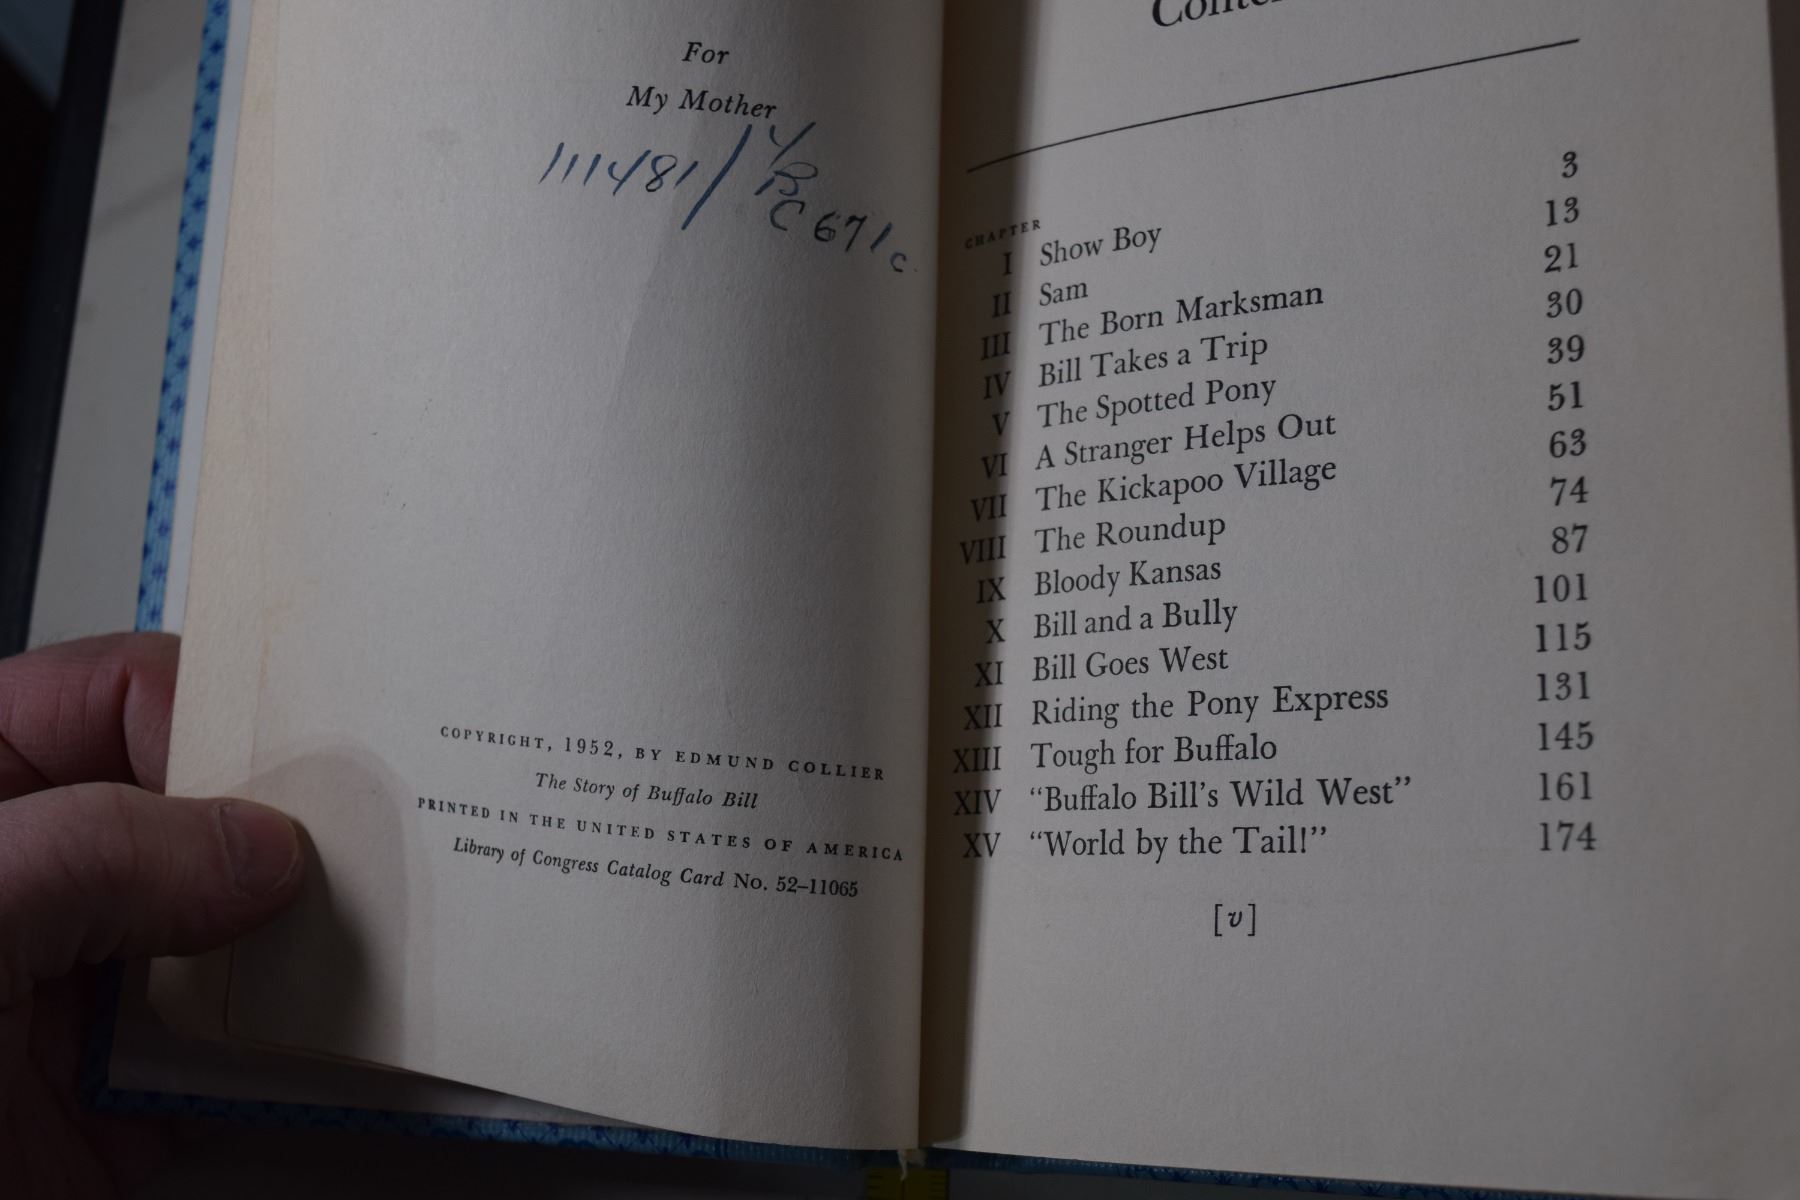 For
My Mother
111481/
C671c
COPYRIGHT, 1952, BY EDMUND COLLIER
The Story of Buffalo Bill
PRINTED IN THE UNITED STATES OF AMERICA
Library of Congress Catalog Card No. 52–11065
CHAPTER
I Show Boy 3
II Sam 13
III The Born Marksman 21
IV Bill Takes a Trip 30
V The Spotted Pony 39
VI A Stranger Helps Out 51
VII The Kickapoo Village 63
VIII The Roundup 74
IX Bloody Kansas 87
X Bill and a Bully 101
XI Bill Goes West 115
XII Riding the Pony Express 131
XIII Tough for Buffalo 145
XIV “Buffalo Bill’s Wild West” 161
XV “World by the Tail!” 174
[v]